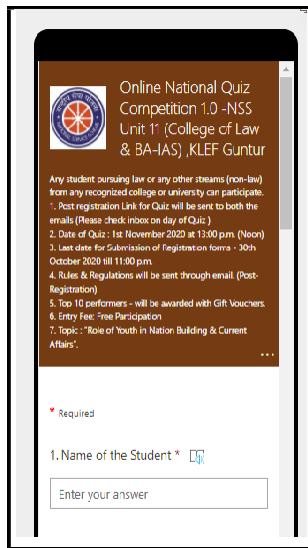 Online National Quiz
Competition 1.0 -NSS
Unit 11 (College of Law
& BA-IAS) ,KLEF Guntur
Any student pursuing law or any other streams (non-law)
from any recognized college or university can participate.
1. Post registration Link for Quiz will be sent to both the
emails (Please check inbox on day of Quiz )
2. Date of Quiz : 1st November 2020 at 13:00 p.m. (Noon)
3. Last date for Submission of Registration forms - 30th
October 2020 till 11:00 p.m.
4. Rules & Regulations will be sent through email. (Post-
Registration)
5. Top 10 performers - will be awarded with Gift Vouchers.
6. Entry Fee: Free Participation
7. Topic : "Role of Youth in Nation Building & Current
Affairs".
* Required
1. Name of the Student *
Enter your answer